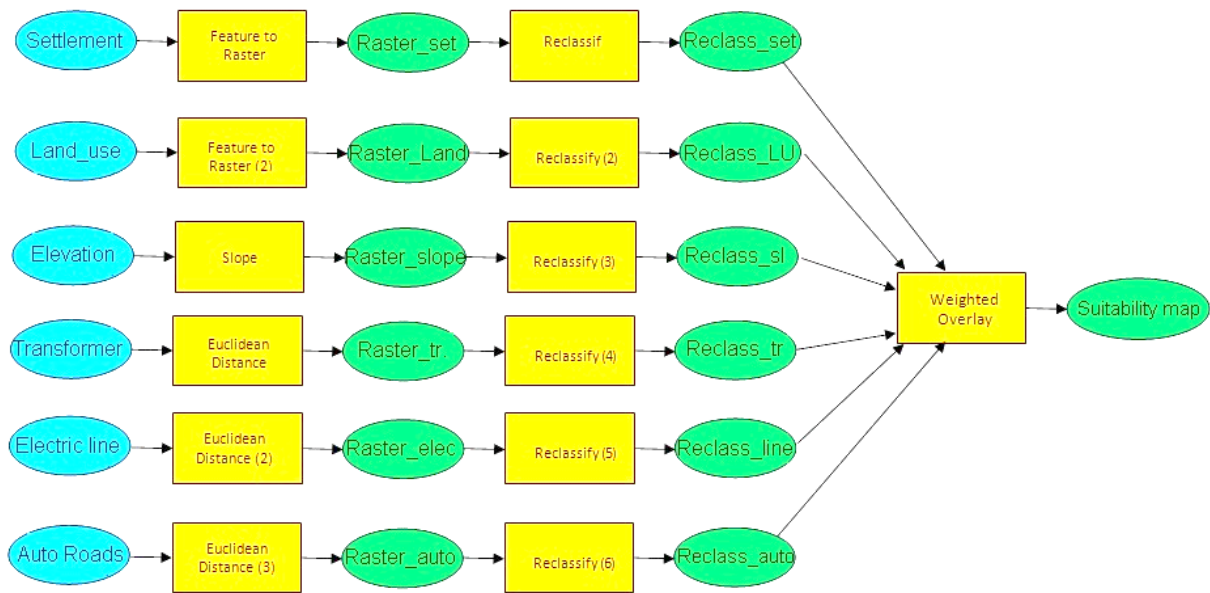 Settlement
Feature to
Raster
Raster_set
Reclassif
Reclass_set
Land_use
Feature to
Raster (2)
Raster_Land
Reclassify (2)
Reclass_LU
Elevation
Slope
Raster_slope
Reclassify (3)
Reclass_sl
Weighted
Overlay
Suitability map
Transformer
Euclidean
Distance
Raster_tr.
Reclassify (4)
Reclass_tr
Electric line
Euclidean
Distance (2)
Raster_elec
Reclassify (5)
Reclass_line
Auto Roads
Euclidean
Distance (3)
Raster_auto
Reclassify (6)
Reclass_auto